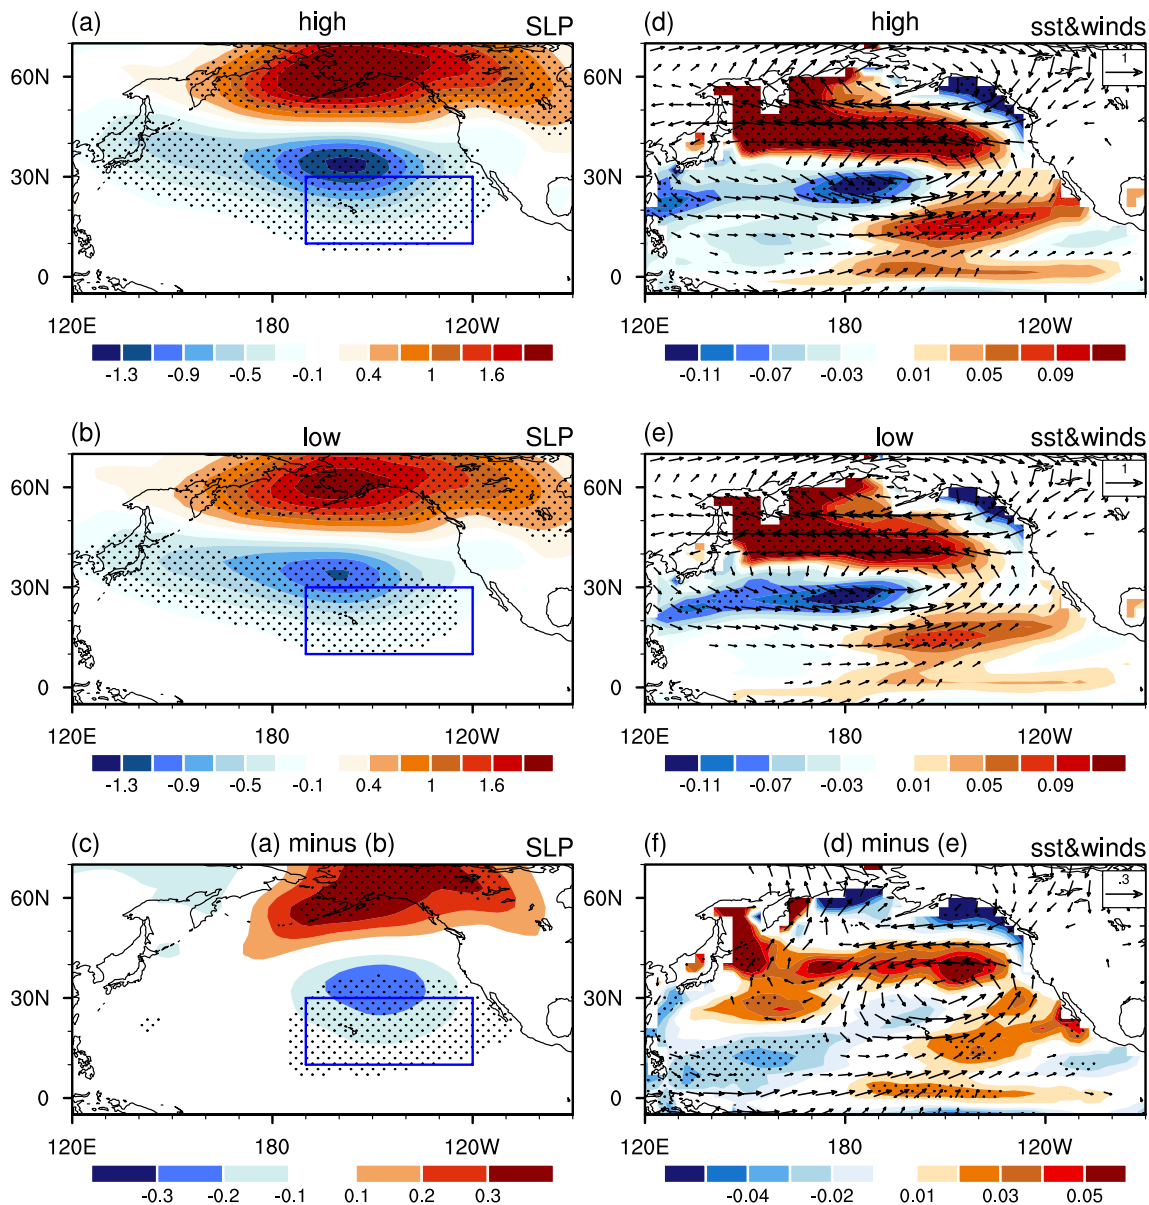 (a) high SLP
60N
30N
0
120E 180 120W
-1.3 -0.9 -0.5 -0.1 0.4 1 1.6
(d) high sst&winds
1
60N
30N
0
120E 180 120W
-0.11 -0.07 -0.03 0.01 0.05 0.09
(b) low SLP
60N
30N
0
120E 180 120W
-1.3 -0.9 -0.5 -0.1 0.4 1 1.6
(e) low sst&winds
1
60N
30N
0
120E 180 120W
-0.11 -0.07 -0.03 0.01 0.05 0.09
(c) (a) minus (b) SLP
60N
30N
0
120E 180 120W
-0.3 -0.2 -0.1 0.1 0.2 0.3
(f) (d) minus (e) sst&winds
.3
60N
30N
0
120E 180 120W
-0.04 -0.02 0.01 0.03 0.05